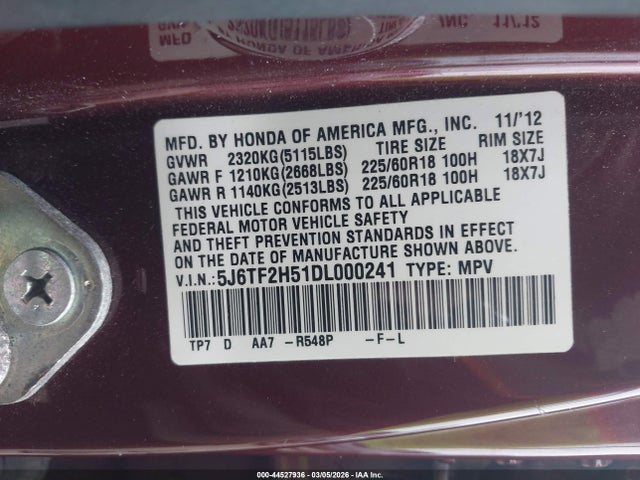 MFD. BY HONDA OF AMERICA MFG., INC. 11/'12
GVWR 2320KG(5115LBS) TIRE SIZE RIM SIZE
GAWR F 1210KG(2668LBS) 225/60R18 100H 18X7J
GAWR R 1140KG(2513LBS) 225/60R18 100H 18X7J
THIS VEHICLE CONFORMS TO ALL APPLICABLE
FEDERAL MOTOR VEHICLE SAFETY
AND THEFT PREVENTION STANDARDS IN EFFECT
ON THE DATE OF MANUFACTURE SHOWN ABOVE.
V.I.N.:5J6TF2H51DL000241 TYPE: MPV
TP7 D AA7 -R548P -F-L
000-44527936 - 03/05/2026 - IAA Inc.